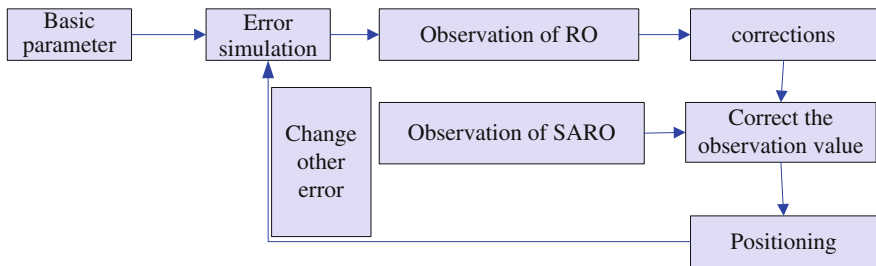 Basic
parameter
Error
simulation
Observation of RO
corrections
Change
other
error
Observation of SARO
Correct the
observation value
Positioning